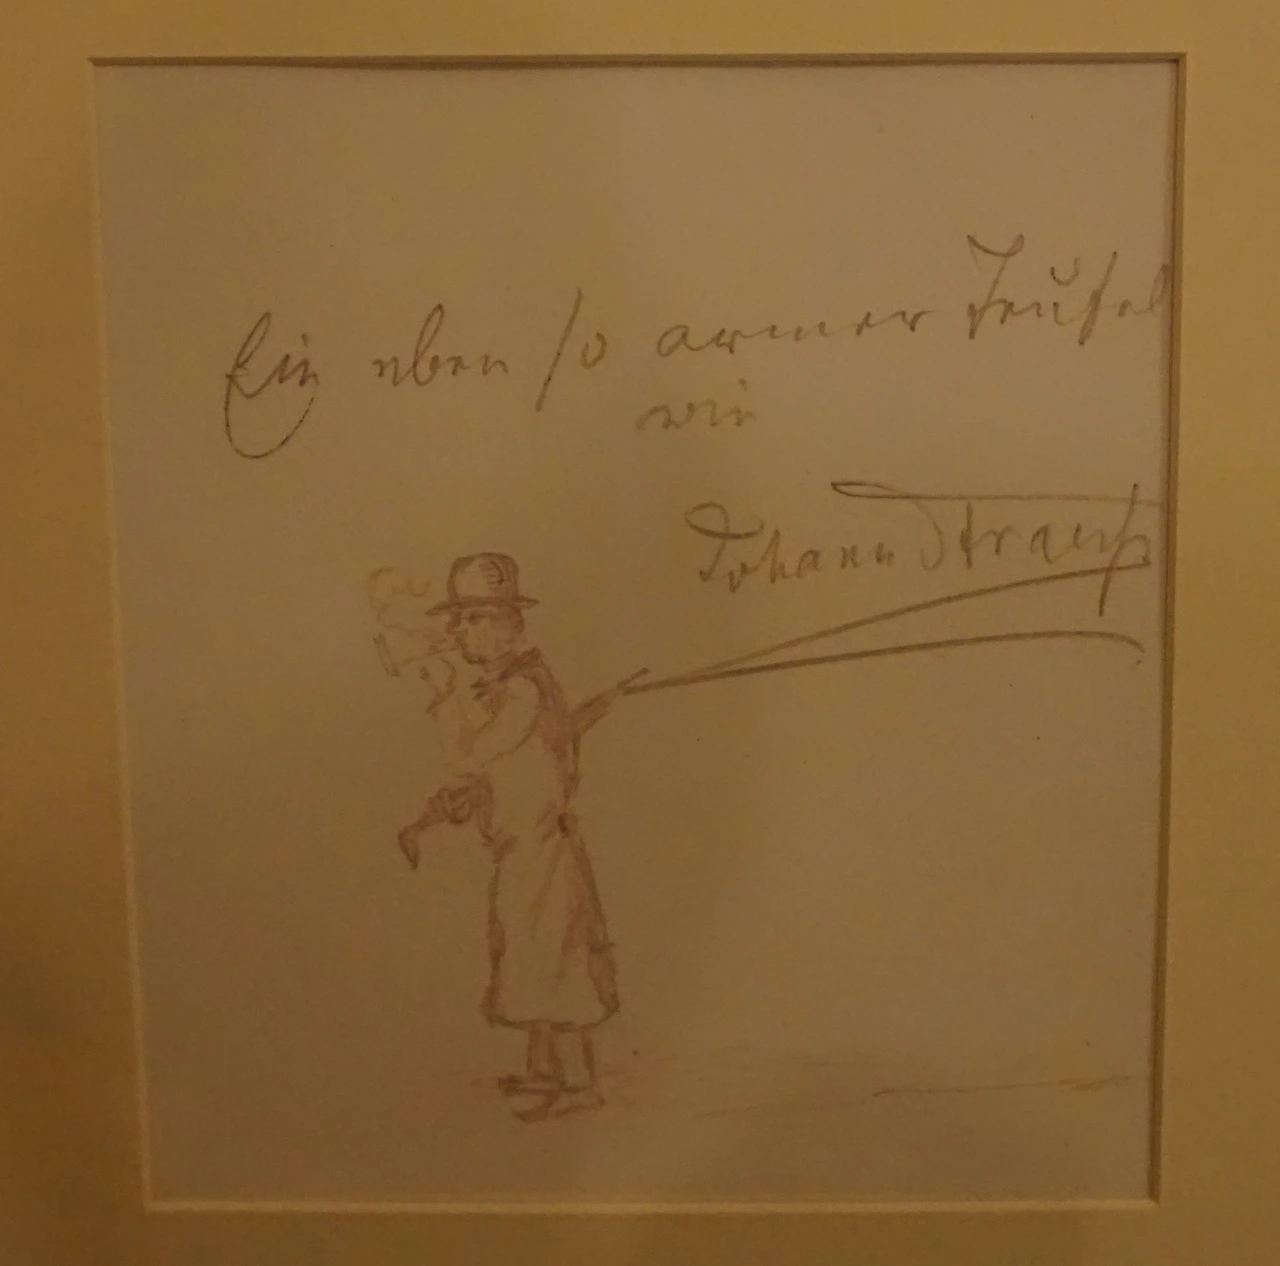 Ein eben so armer Teufel
wie
Johann Strauß